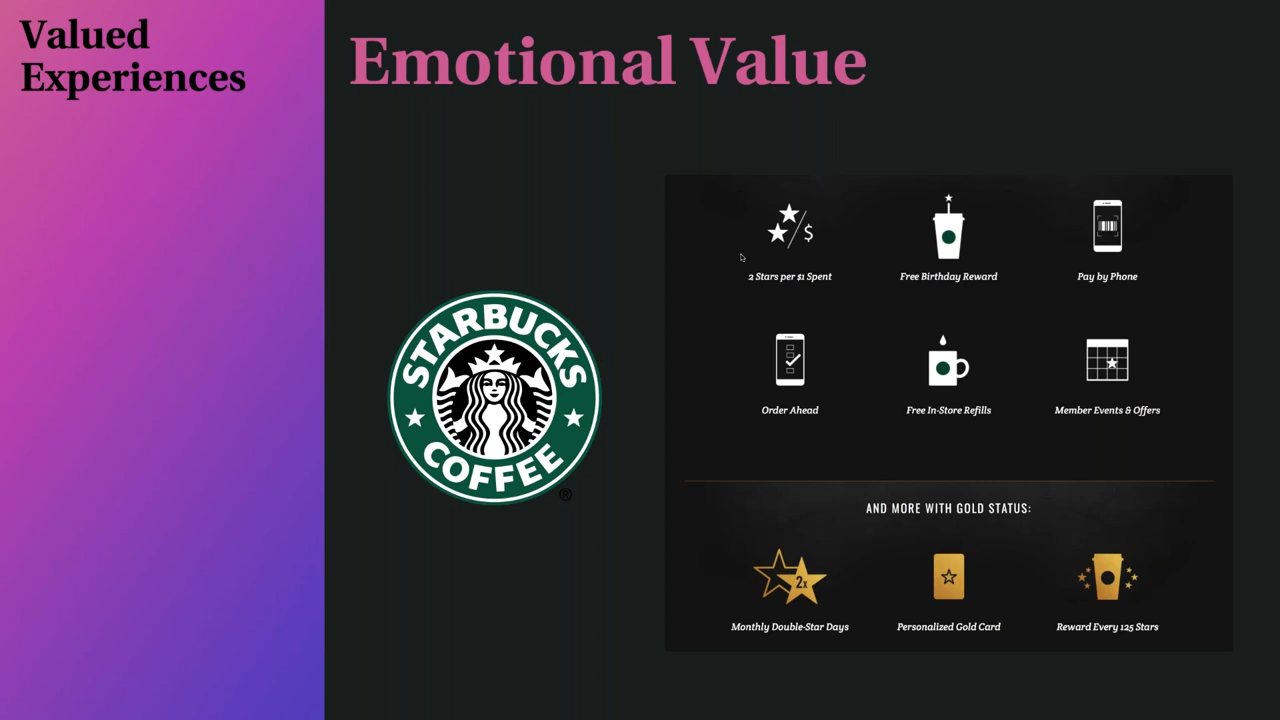 Valued
Experiences
Emotional Value
STARBUCKS
COFFEE
®
$
2 Stars per $1 Spent
Free Birthday Reward
Pay by Phone
Order Ahead
Free In-Store Refills
Member Events & Offers
AND MORE WITH GOLD STATUS:
2x
Monthly Double-Star Days
Personalized Gold Card
Reward Every 125 Stars